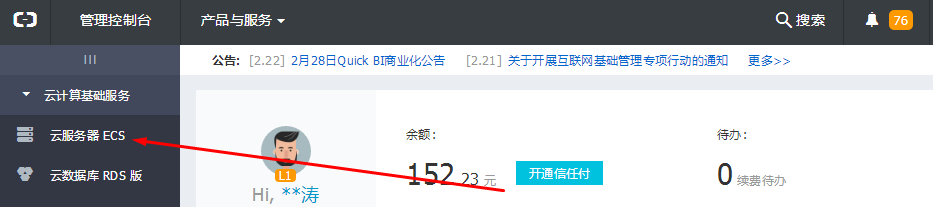 管理控制台 产品与服务 搜索 76
公告: [2.22] 2月28日Quick BI商业化公告 [2.21] 关于开展互联网基础管理专项行动的通知 更多>>
云计算基础服务
云服务器 ECS
云数据库 RDS 版
L1
Hi, **涛
余额: 待办:
152.23 元 开通信任付 0 续费待办